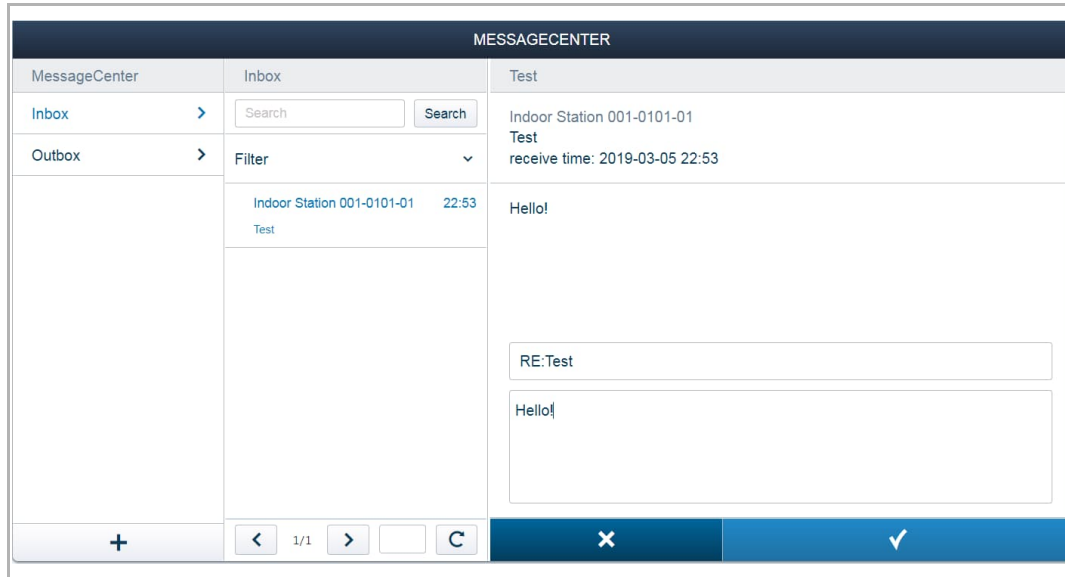 MESSAGECENTER
MessageCenter
Inbox
Outbox
Inbox
Search
Search
Filter
Indoor Station 001-0101-01 22:53
Test
1/1
Test
Indoor Station 001-0101-01
Test
receive time: 2019-03-05 22:53
Hello!
RE:Test
Hello!